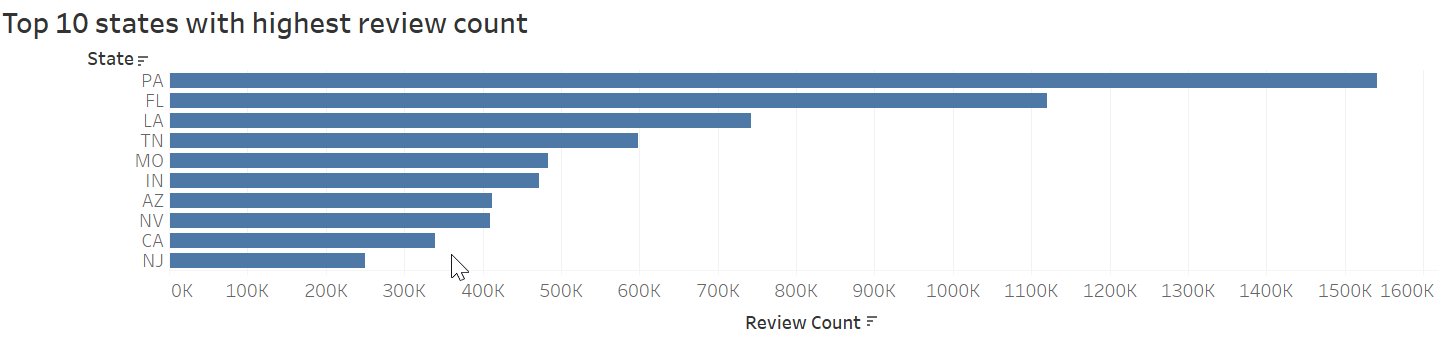 Top 10 states with highest review count
State
PA
FL
LA
TN
MO
IN
AZ
NV
CA
NJ
0K 100K 200K 300K 400K 500K 600K 700K 800K 900K 1000K 1100K 1200K 1300K 1400K 1500K 1600K
Review Count